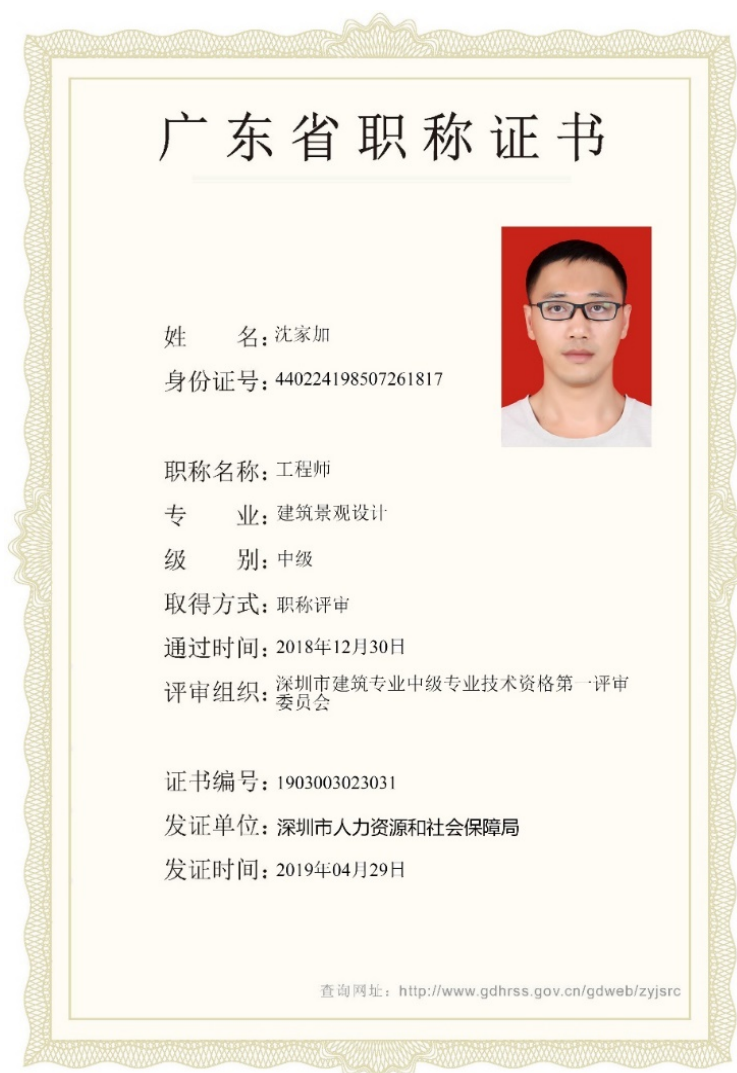 广东省职称证书
姓 名：沈家加
身份证号：440224198507261817
职称名称：工程师
专 业：建筑景观设计
级 别：中级
取得方式：职称评审
通过时间：2018年12月30日
评审组织：深圳市建筑专业中级专业技术资格第一评审
委员会
证书编号：1903003023031
发证单位：深圳市人力资源和社会保障局
发证时间：2019年04月29日
查询网址：http://www.gdhrss.gov.cn/gdweb/zyjsrc